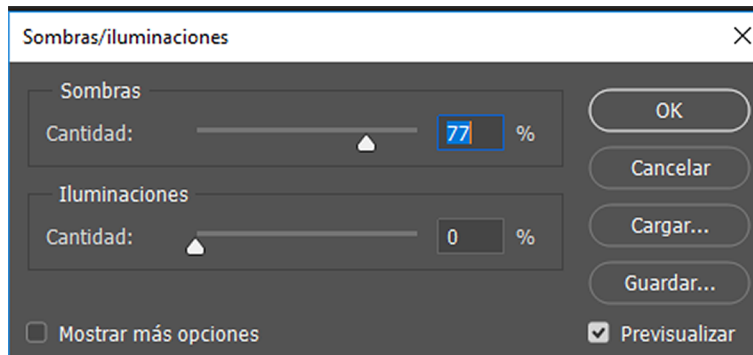 Sombras/iluminaciones
Sombras
Cantidad: 77 %
Iluminaciones
Cantidad: 0 %
Mostrar más opciones
OK
Cancelar
Cargar...
Guardar...
Previsualizar